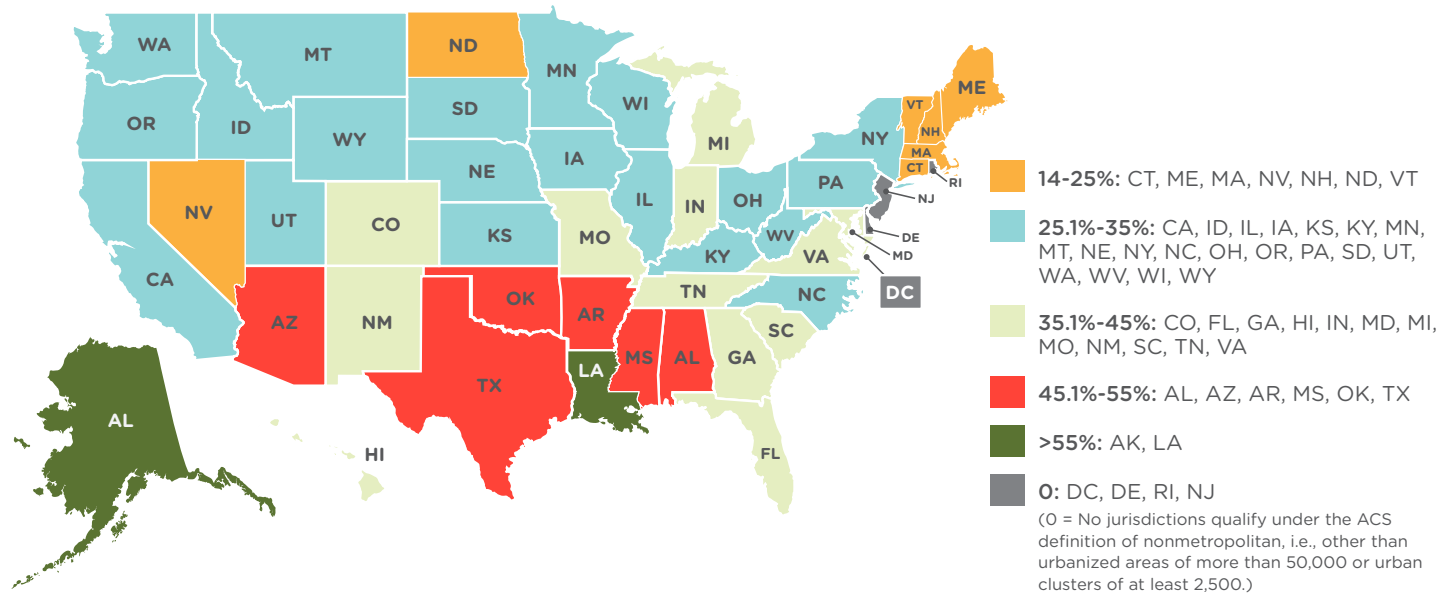 WA
MT
ND
MN
ME
VT
NH
OR
ID
SD
WI
NY
MA
CT
WY
MI
RI
IA
NE
PA
NJ
NV
UT
CO
IL
IN
OH
DE
KS
MO
WV
MD
KY
VA
CA
DC
AZ
NM
OK
AR
TN
NC
SC
TX
LA
MS
AL
GA
AL
HI
FL
14-25%: CT, ME, MA, NV, NH, ND, VT
25.1%-35%: CA, ID, IL, IA, KS, KY, MN,
MT, NE, NY, NC, OH, OR, PA, SD, UT,
WA, WV, WI, WY
35.1%-45%: CO, FL, GA, HI, IN, MD, MI,
MO, NM, SC, TN, VA
45.1%-55%: AL, AZ, AR, MS, OK, TX
>55%: AK, LA
0: DC, DE, RI, NJ
(0 = No jurisdictions qualify under the ACS
definition of nonmetropolitan, i.e., other than
urbanized areas of more than 50,000 or urban
clusters of at least 2,500.)